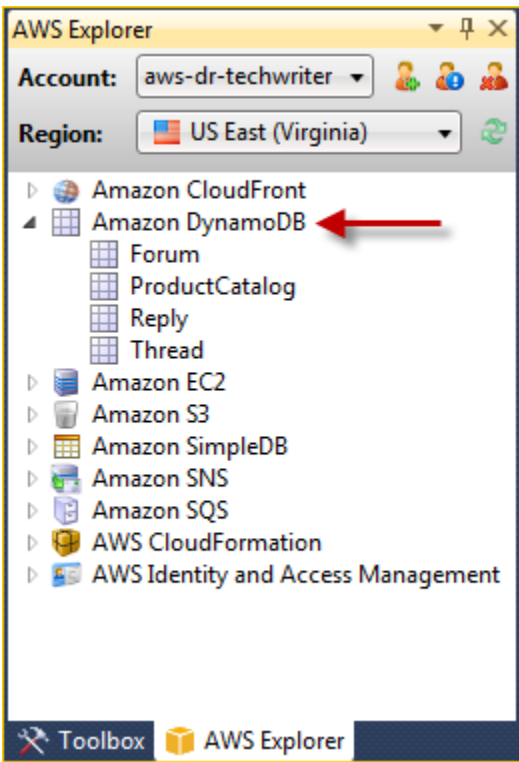 AWS Explorer
Account: aws-dr-techwriter
Region: US East (Virginia)
Amazon CloudFront
Amazon DynamoDB
Forum
ProductCatalog
Reply
Thread
Amazon EC2
Amazon S3
Amazon SimpleDB
Amazon SNS
Amazon SQS
AWS CloudFormation
AWS Identity and Access Management
Toolbox AWS Explorer